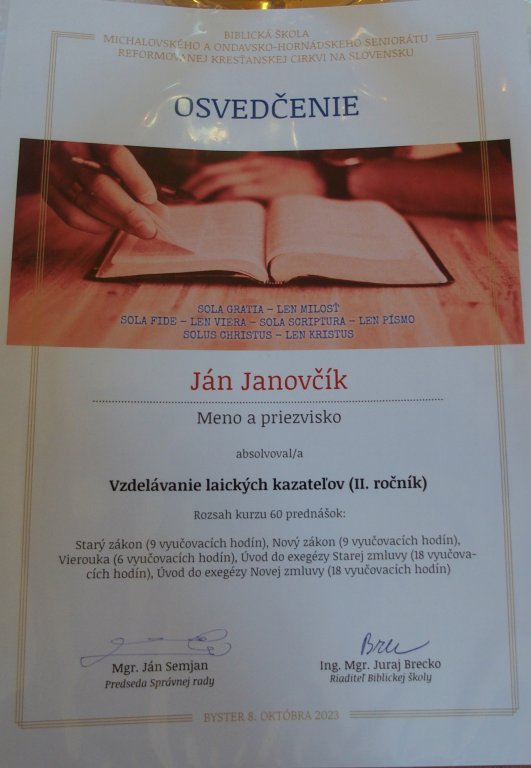 BIBLICKÁ ŠKOLA
MICHALOVSKÉHO A ONDAVSKO-HORNÁDSKEHO SENIORÁTU
REFORMOVANEJ KRESŤANSKEJ CIRKVI NA SLOVENSKU
OSVEDČENIE
SOLA GRATIA – LEN MILOSŤ
SOLA FIDE – LEN VIERA – SOLA SCRIPTURA – LEN PÍSMO
SOLUS CHRISTUS – LEN KRISTUS
Ján Janovčík
Meno a priezvisko
absolvoval/a
Vzdelávanie laických kazateľov (II. ročník)
Rozsah kurzu 60 prednášok:
Starý zákon (9 vyučovacích hodín), Nový zákon (9 vyučovacích hodín),
Vierouka (6 vyučovacích hodín), Úvod do exegézy Starej zmluvy (18 vyučova-
cích hodín), Úvod do exegézy Novej zmluvy (18 vyučovacích hodín)
Mgr. Ján Semjan
Predseda Správnej rady
Ing. Mgr. Juraj Brecko
Riaditeľ Biblickej školy
BYSTER 8. OKTÓBRA 2023